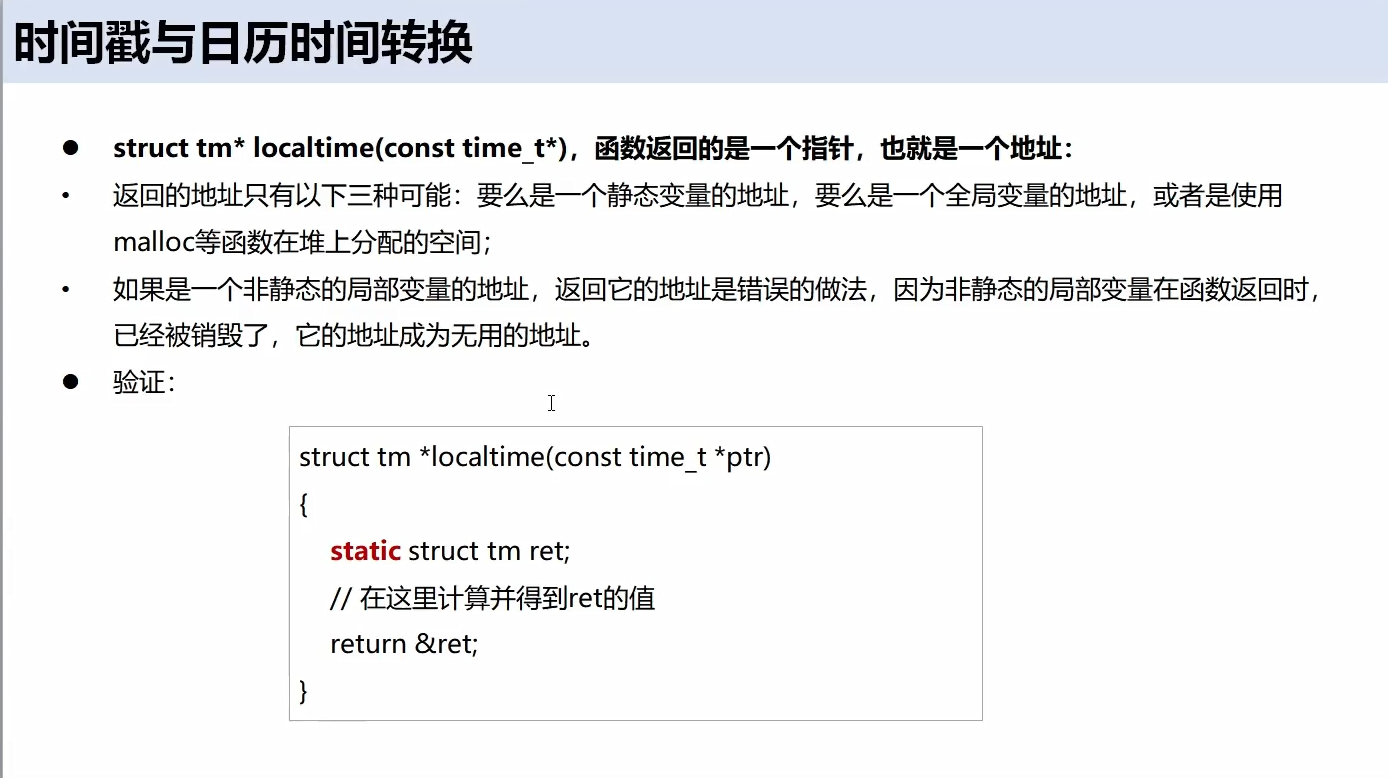 时间戳与日历时间转换
● struct tm* localtime(const time_t*)，函数返回的是一个指针，也就是一个地址：
• 返回的地址只有以下三种可能：要么是一个静态变量的地址，要么是一个全局变量的地址，或者是使用
malloc等函数在堆上分配的空间；
• 如果是一个非静态的局部变量的地址，返回它的地址是错误的做法，因为非静态的局部变量在函数返回时，
已经被销毁了，它的地址成为无用的地址。
● 验证：
struct tm *localtime(const time_t *ptr)
{
static struct tm ret;
// 在这里计算并得到ret的值
return &ret;
}